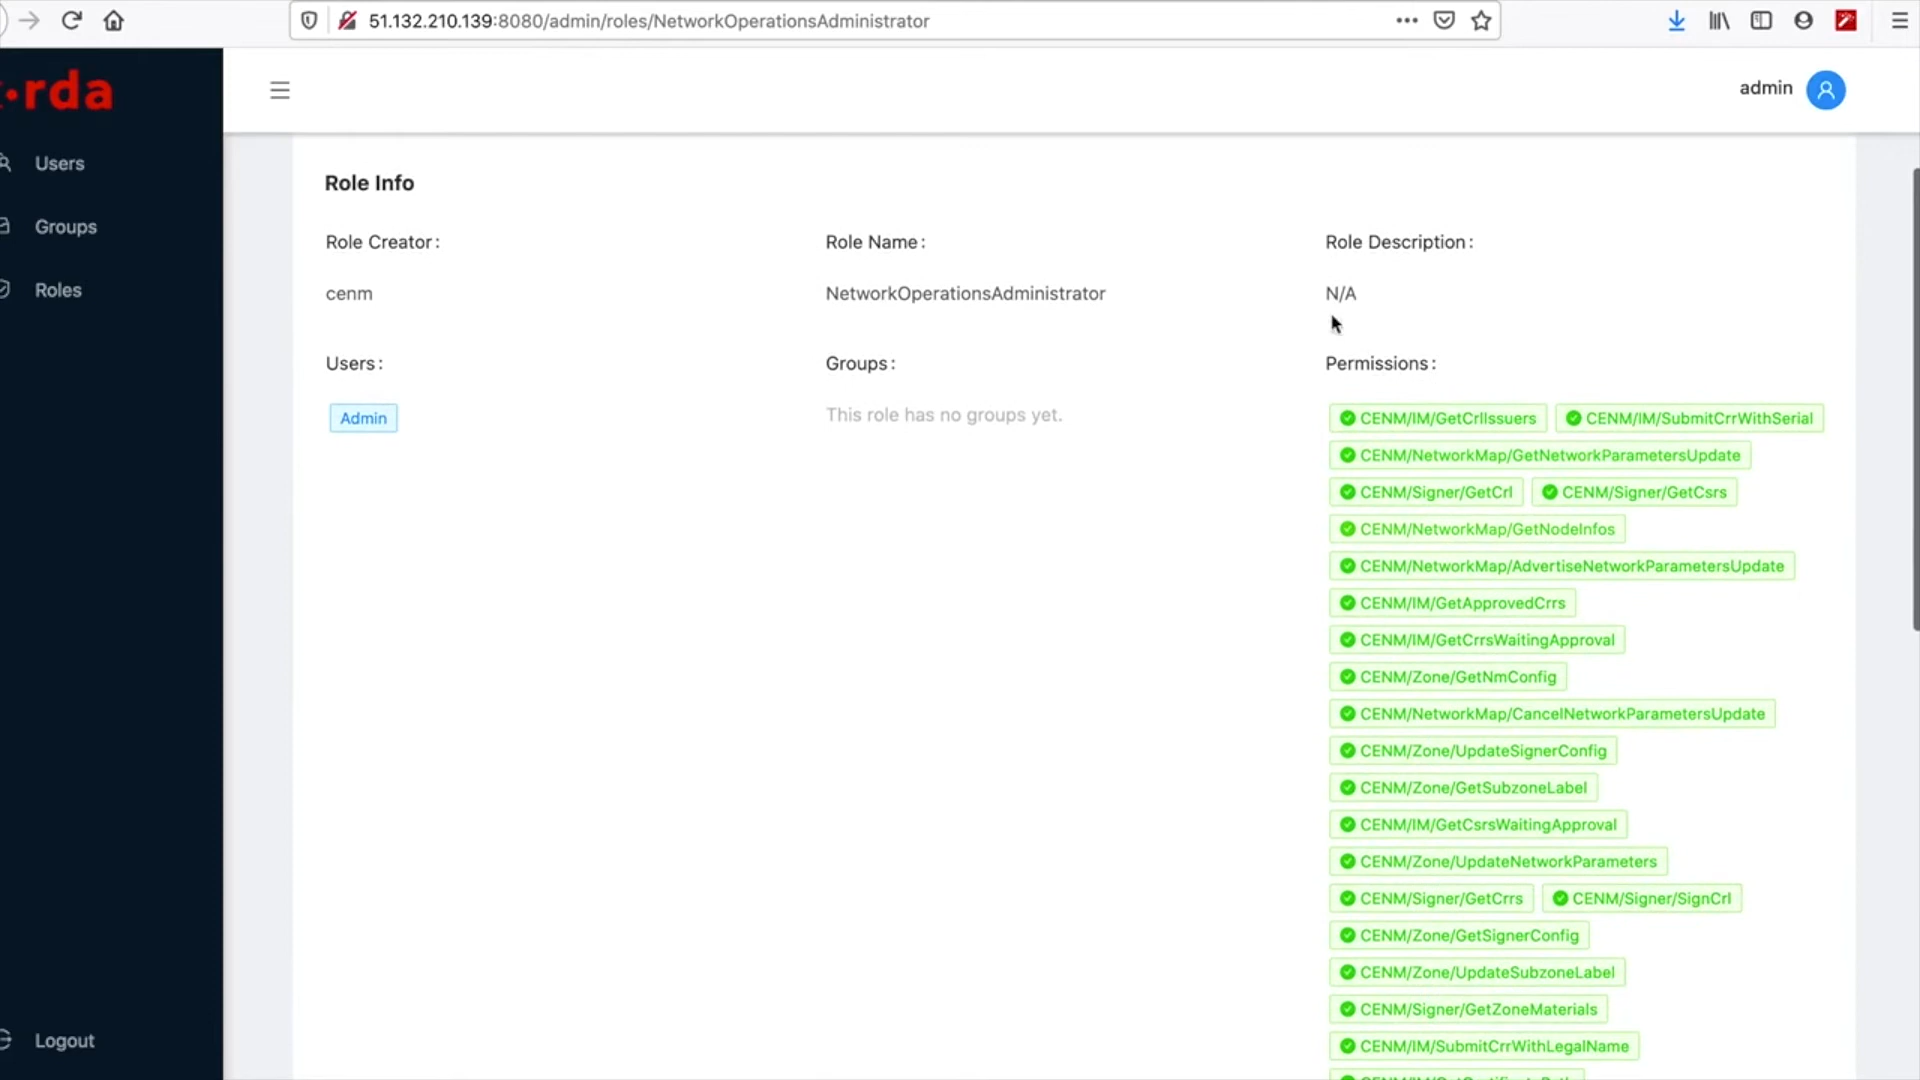 51.132.210.139:8080/admin/roles/NetworkOperationsAdministrator
c·rda
admin
Users
Groups
Roles
Logout
Role Info
Role Creator:
cenm
Role Name:
NetworkOperationsAdministrator
Role Description:
N/A
Users:
Admin
Groups:
This role has no groups yet.
Permissions:
CENM/IM/GetCrlIssuers CENM/IM/SubmitCrrWithSerial
CENM/NetworkMap/GetNetworkParametersUpdate
CENM/Signer/GetCrl CENM/Signer/GetCsrs
CENM/NetworkMap/GetNodeInfos
CENM/NetworkMap/AdvertiseNetworkParametersUpdate
CENM/IM/GetApprovedCrrs
CENM/IM/GetCrrsWaitingApproval
CENM/Zone/GetNmConfig
CENM/NetworkMap/CancelNetworkParametersUpdate
CENM/Zone/UpdateSignerConfig
CENM/Zone/GetSubzoneLabel
CENM/IM/GetCsrsWaitingApproval
CENM/Zone/UpdateNetworkParameters
CENM/Signer/GetCrrs CENM/Signer/SignCrl
CENM/Zone/GetSignerConfig
CENM/Zone/UpdateSubzoneLabel
CENM/Signer/GetZoneMaterials
CENM/IM/SubmitCrrWithLegalName